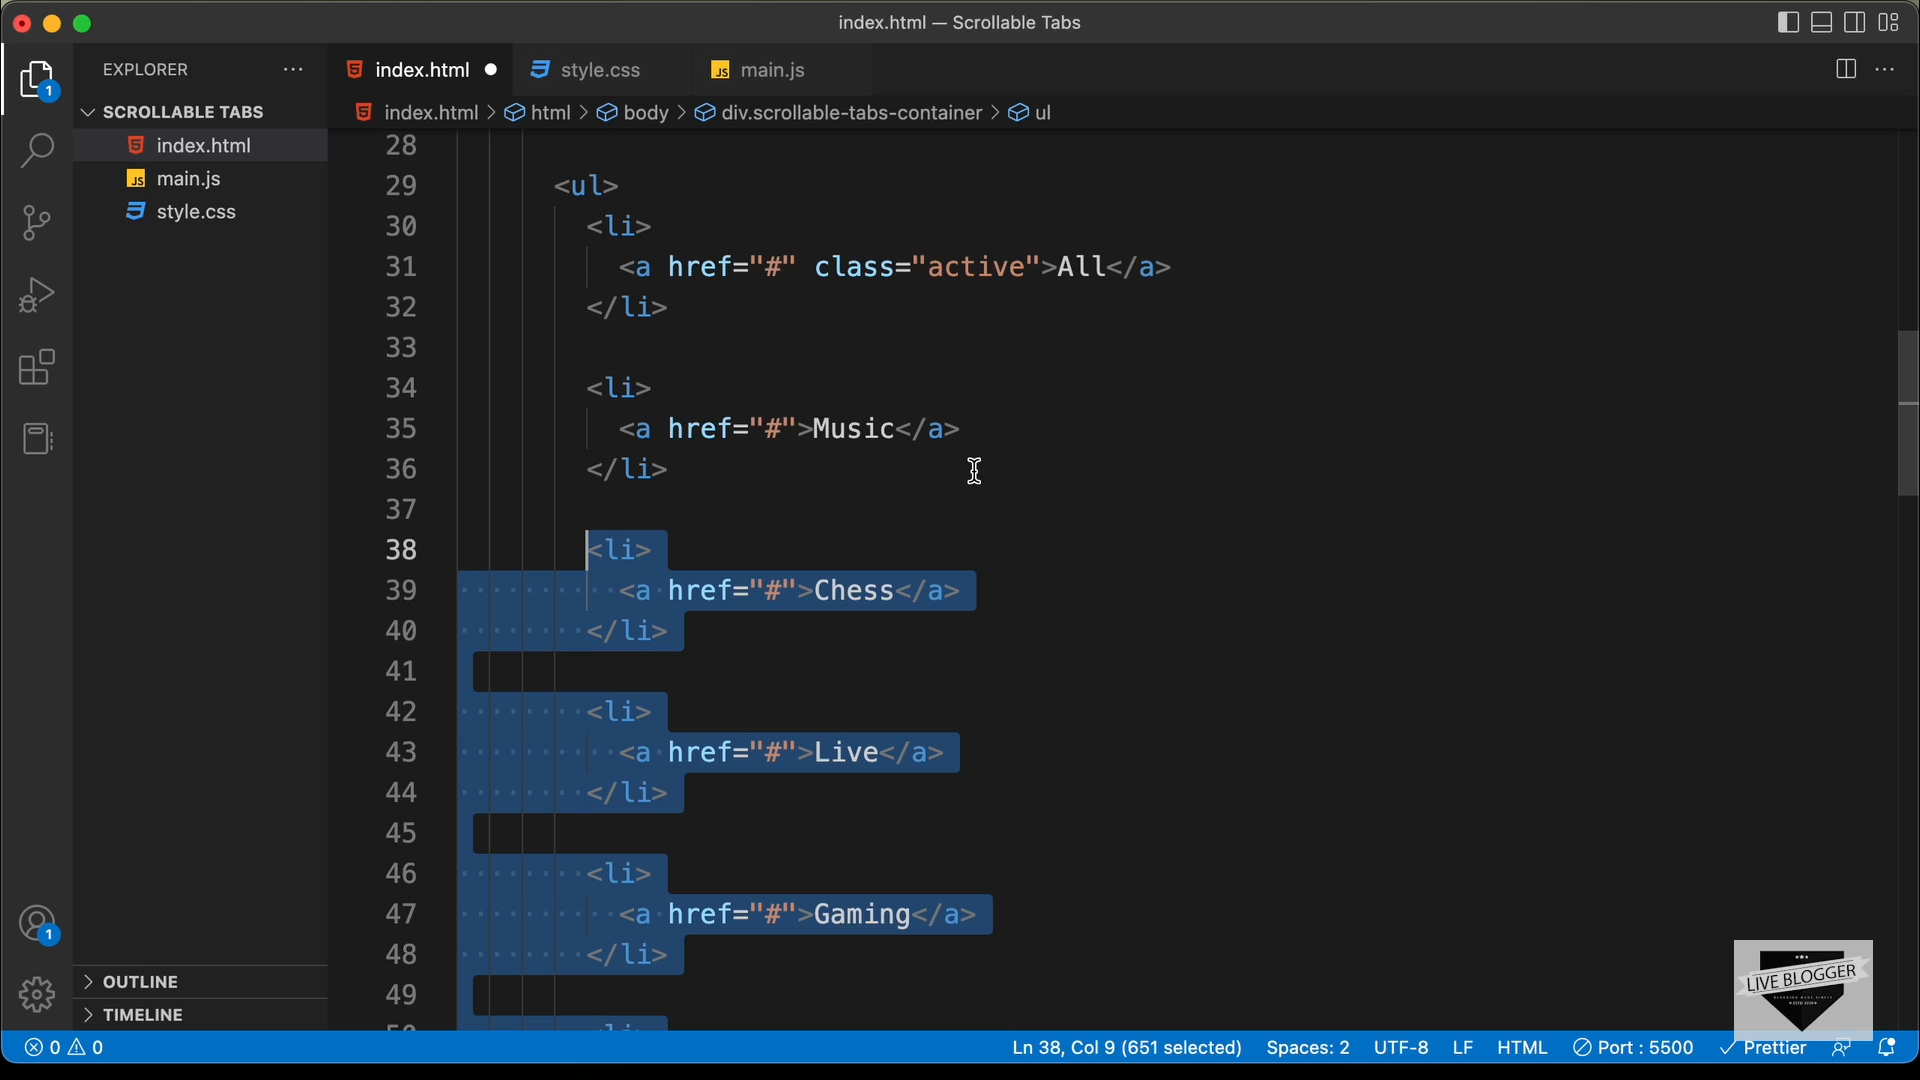 index.html — Scrollable Tabs
EXPLORER
SCROLLABLE TABS
index.html
main.js
style.css
OUTLINE
TIMELINE
index.html
style.css
main.js
index.html > html > body > div.scrollable-tabs-container > ul
28
29 <ul>
30 <li>
31 <a href="#" class="active">All</a>
32 </li>
33
34 <li>
35 <a href="#">Music</a>
36 </li>
37
38 <li>
39 <a href="#">Chess</a>
40 </li>
41
42 <li>
43 <a href="#">Live</a>
44 </li>
45
46 <li>
47 <a href="#">Gaming</a>
48 </li>
49
50 <li>
1
1
LIVE BLOGGER
0 0 Ln 38, Col 9 (651 selected) Spaces: 2 UTF-8 LF HTML Port : 5500 Prettier